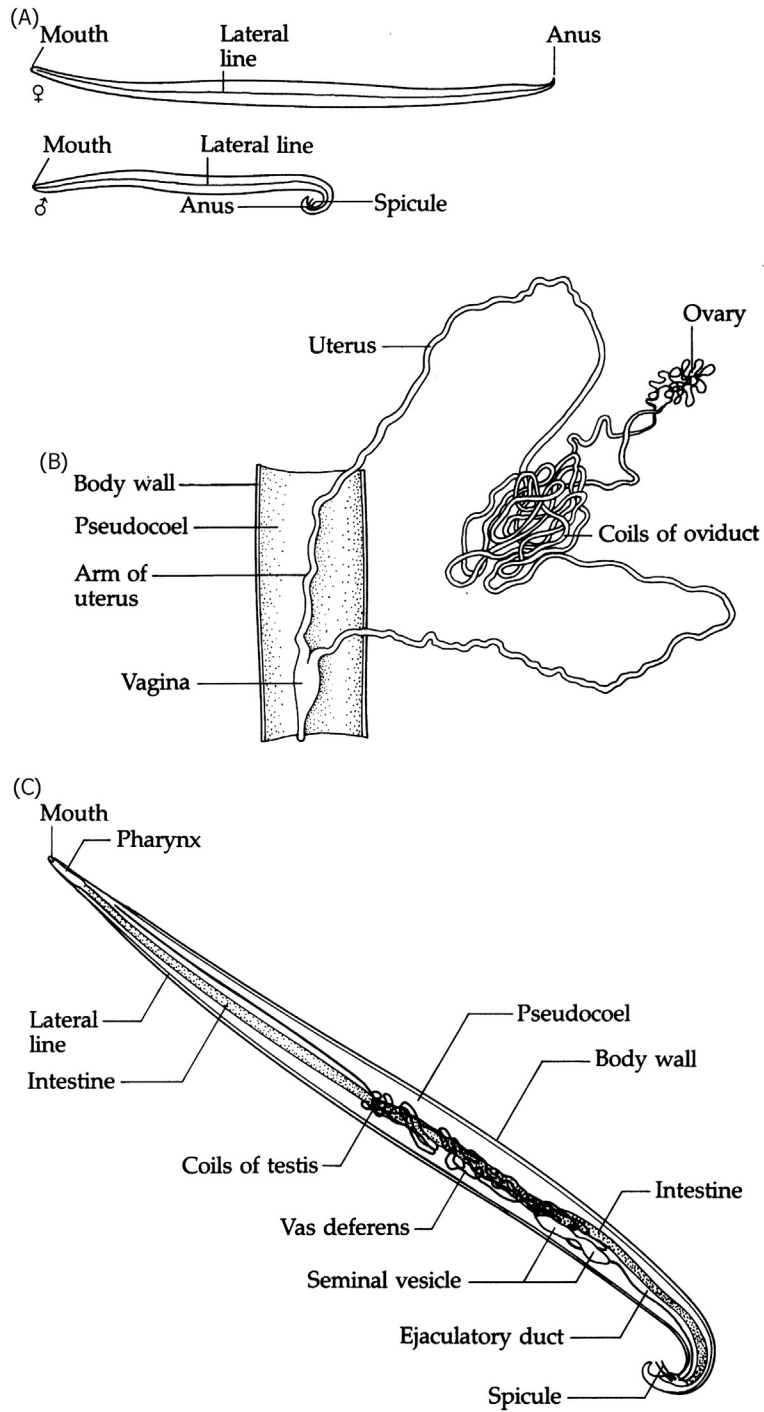 (A)
Mouth
Lateral
line
Anus
♀
Mouth
Lateral line
Anus
Spicule
♂
Ovary
Uterus
(B)
Body wall
Pseudocoel
Coils of oviduct
Arm of
uterus
Vagina
(C)
Mouth
Pharynx
Lateral
line
Pseudocoel
Body wall
Intestine
Coils of testis
Intestine
Vas deferens
Seminal vesicle
Ejaculatory duct
Spicule